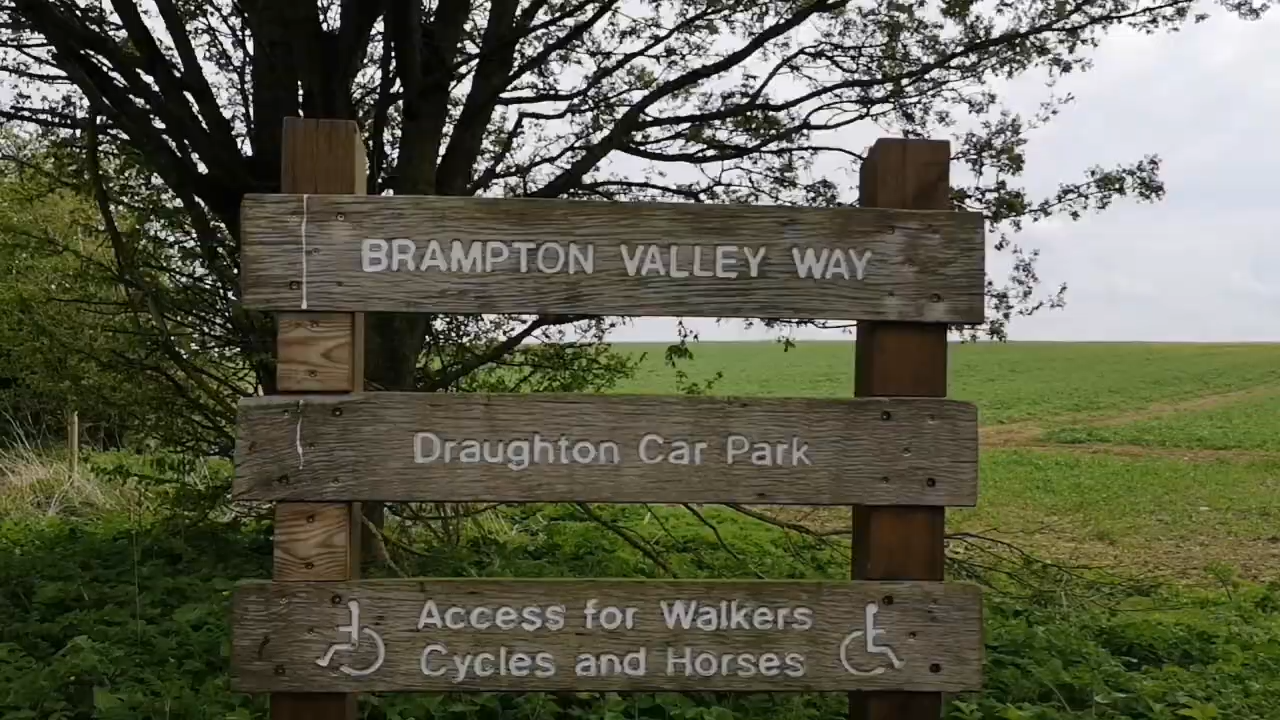 BRAMPTON VALLEY WAY
Draughton Car Park
Access for Walkers
Cycles and Horses